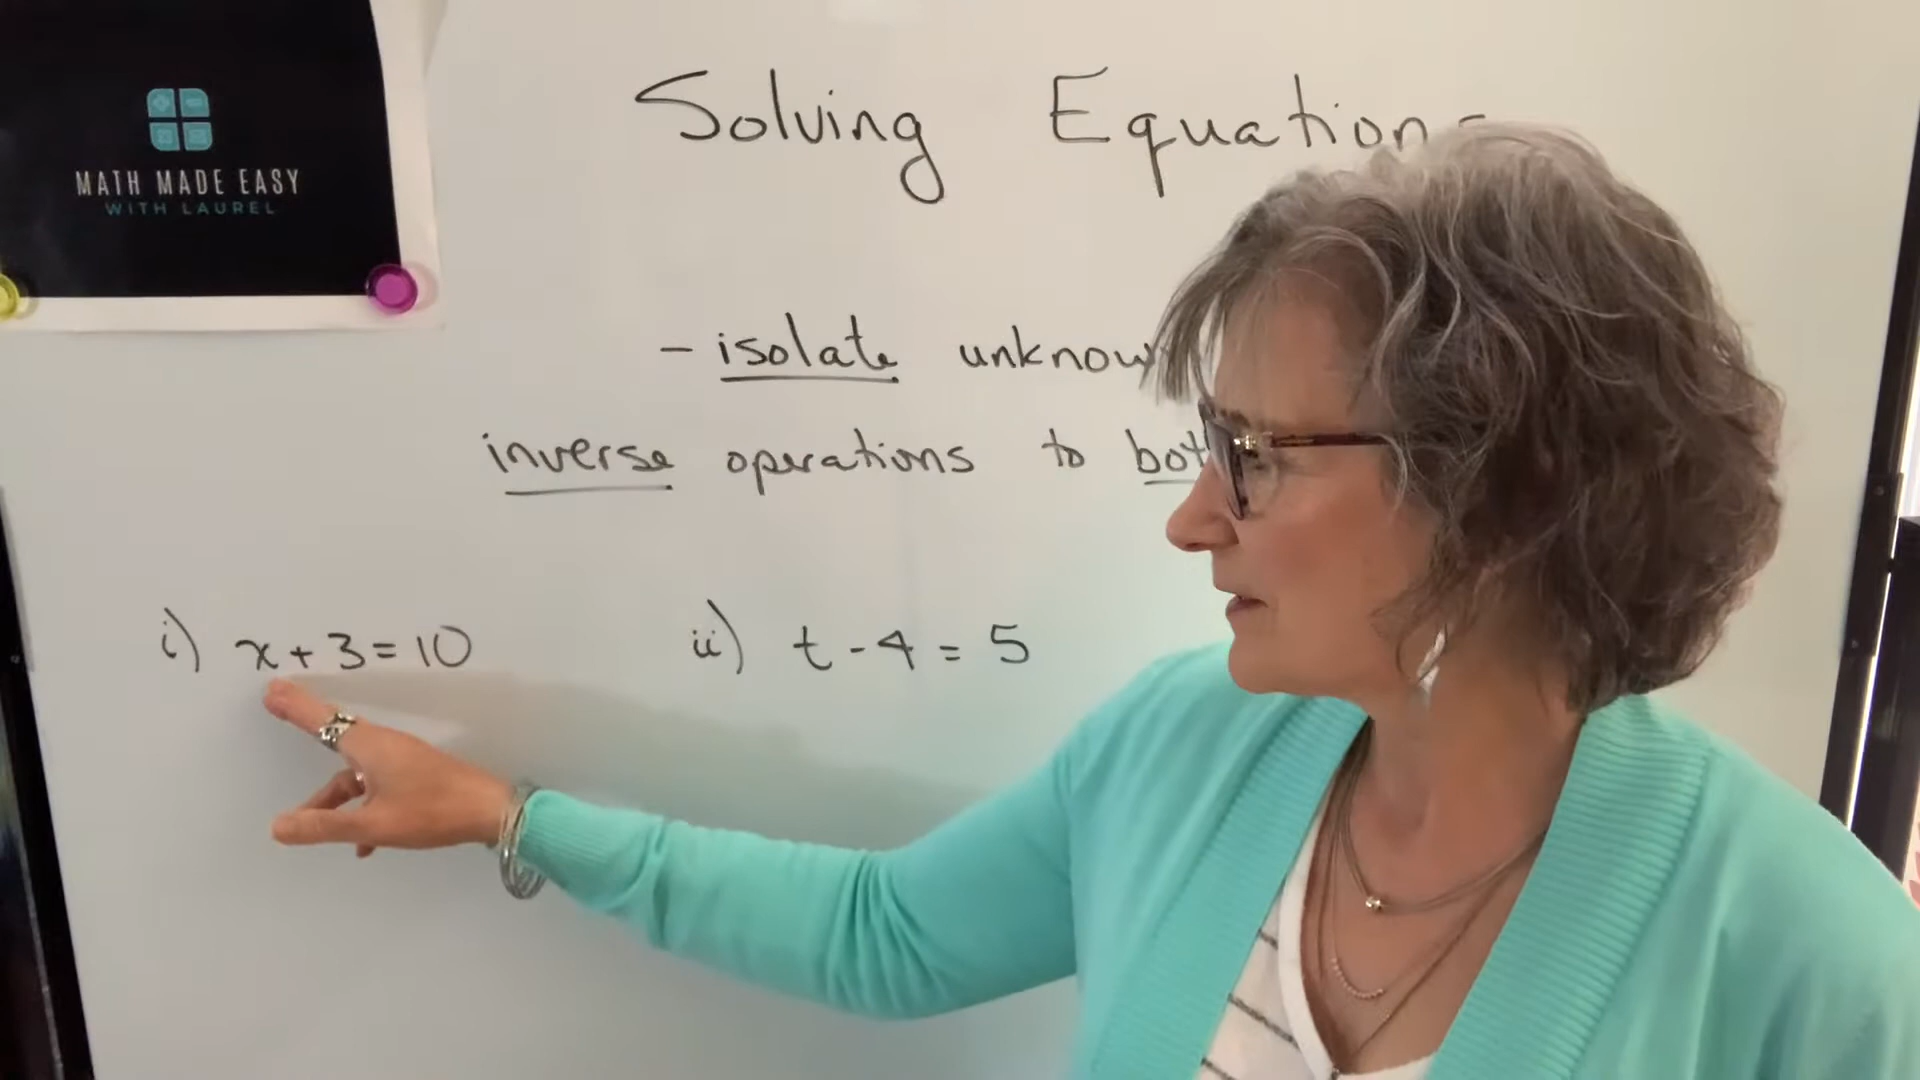 MATH MADE EASY
WITH LAUREL
Solving Equation
- isolate unknow
inverse operations to bot
i) x + 3 = 10
ii) t - 4 = 5